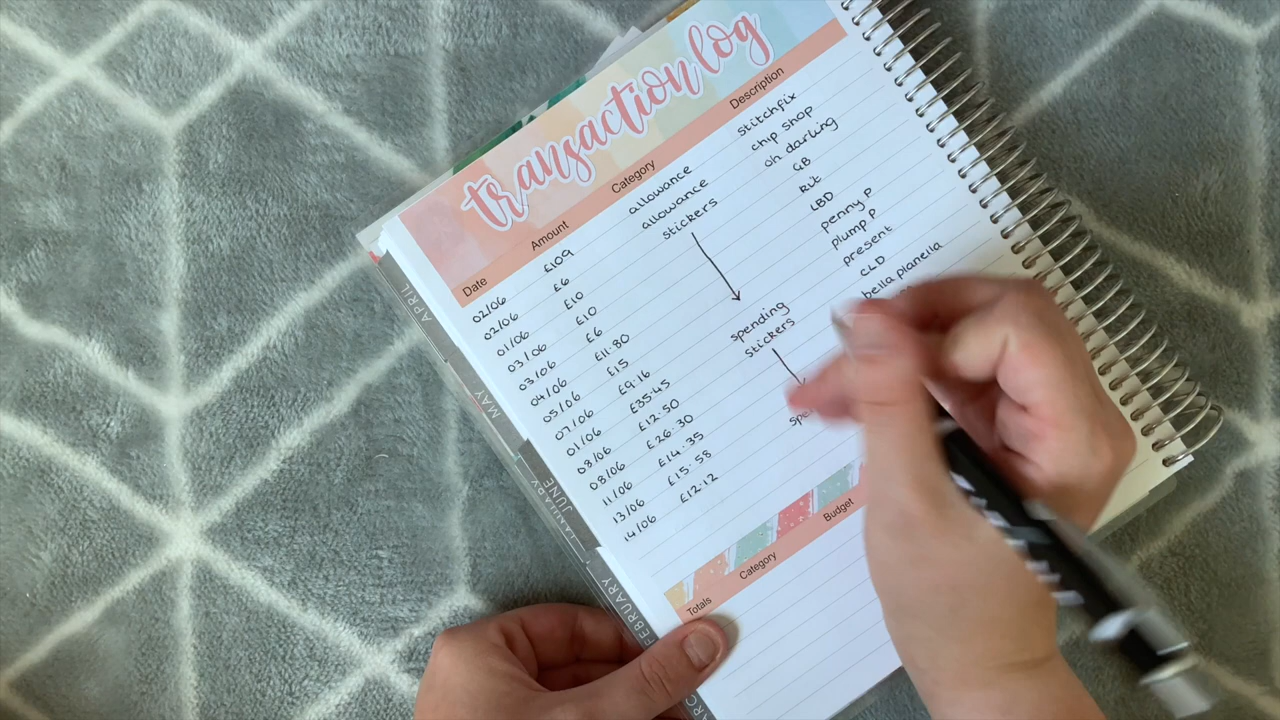 transaction log
Date Amount Category Description
02/06 £109 allowance stitchfix
02/06 £6 allowance chip shop
01/06 £10 stickers oh darling
03/06 £10 GB
03/06 £6
04/06 £11.80 LBD
05/06 £15 penny P
07/06 £9.16 plump P
01/06 £35.45 spending present
08/06 £12.50 stickers CLD
08/06 £26.30 bella planella
11/06 £14.35
13/06 £15.58
14/06 £12.12
Totals Category Budget
APRIL
MAY
JUNE
FEBRUARY